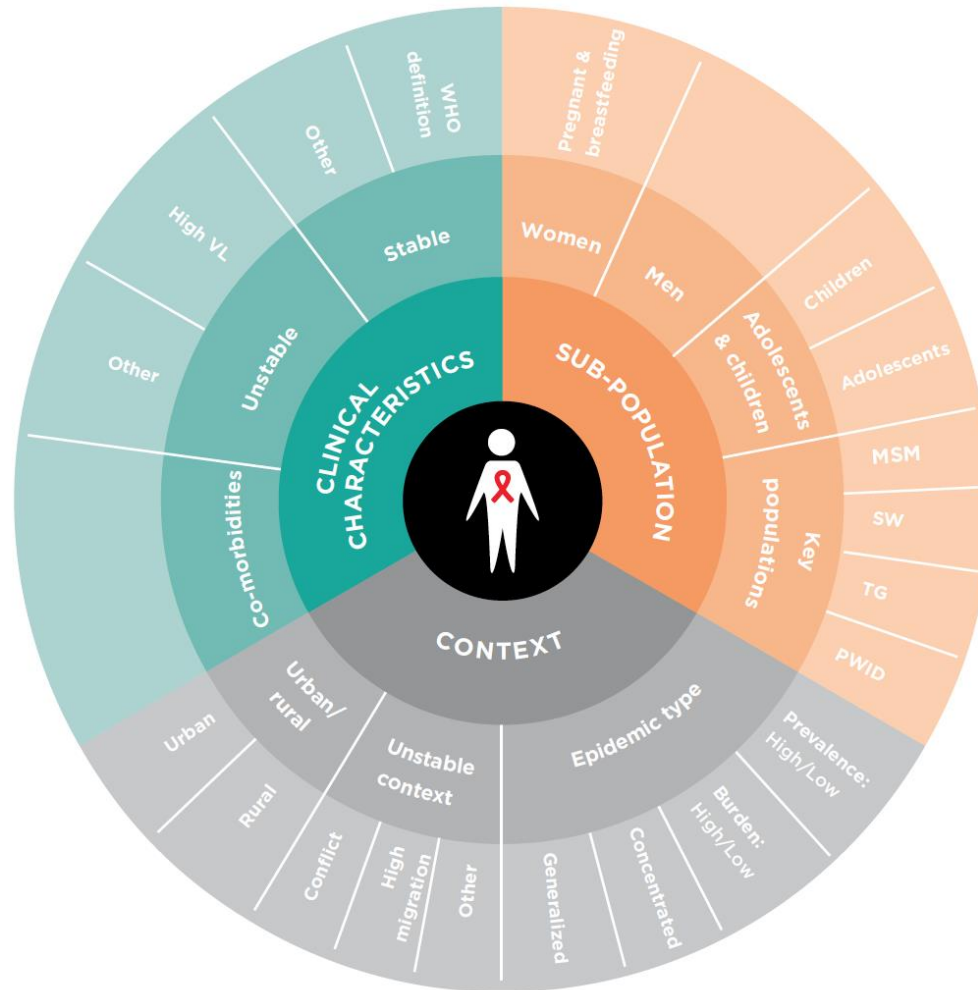 CLINICAL
CHARACTERISTICS
Stable
WHO
definition
Other
Unstable
High VL
Other
Co-morbidities
SUB-POPULATION
Women
Pregnant &
breastfeeding
Men
Adolescents
& children
Children
Adolescents
Key
populations
MSM
SW
TG
PWID
CONTEXT
Urban/
rural
Urban
Rural
Unstable
context
Conflict
High
migration
Other
Epidemic type
Generalized
Concentrated
Burden:
High/Low
Prevalence:
High/Low